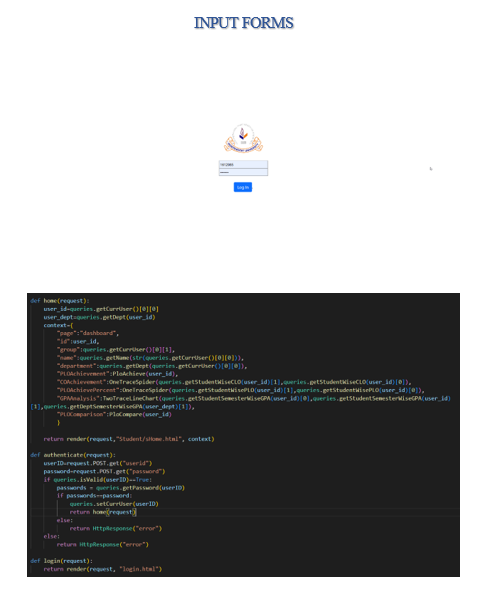 INPUT FORMS
Log In
def home(request):
user_id=queries.getCurrUser()[0][0]
user_dept=queries.getDept(user_id)
context={
"page":"dashboard",
"id":user_id,
"group":queries.getCurrUser()[0][1],
"name":queries.getName(str(queries.getCurrUser()[0][0])),
"department":queries.getDept(queries.getCurrUser()[0][0]),
"PLOAchievement":PloAchieve(user_id),
"COAchievement":OneTraceSpider(queries.getStudentWiseCLO(user_id)[1],queries.getStudentWiseCLO(user_id)[0]),
"PLOAchievePercent":OneTraceSpider(queries.getStudentWisePLO(user_id)[1],queries.getStudentWisePLO(user_id)[0]),
"GPAAnalysis":TwoTraceLineChart(queries.getStudentSemesterWiseGPA(user_id)[0],queries.getStudentSemesterWiseGPA(user_id)
[1],queries.getDeptSemesterWiseGPA(user_dept)[1]),
"PLOComparison":PloCompare(user_id)
}
return render(request,"Student/sHome.html", context)
def authenticate(request):
userID=request.POST.get("userid")
password=request.POST.get("password")
if queries.isValid(userID)==True:
passwords = queries.getPassword(userID)
if passwords==password:
queries.setCurrUser(userID)
return home(request)
else:
return HttpResponse("error")
else:
return HttpResponse("error")
def login(request):
return render(request, "login.html")